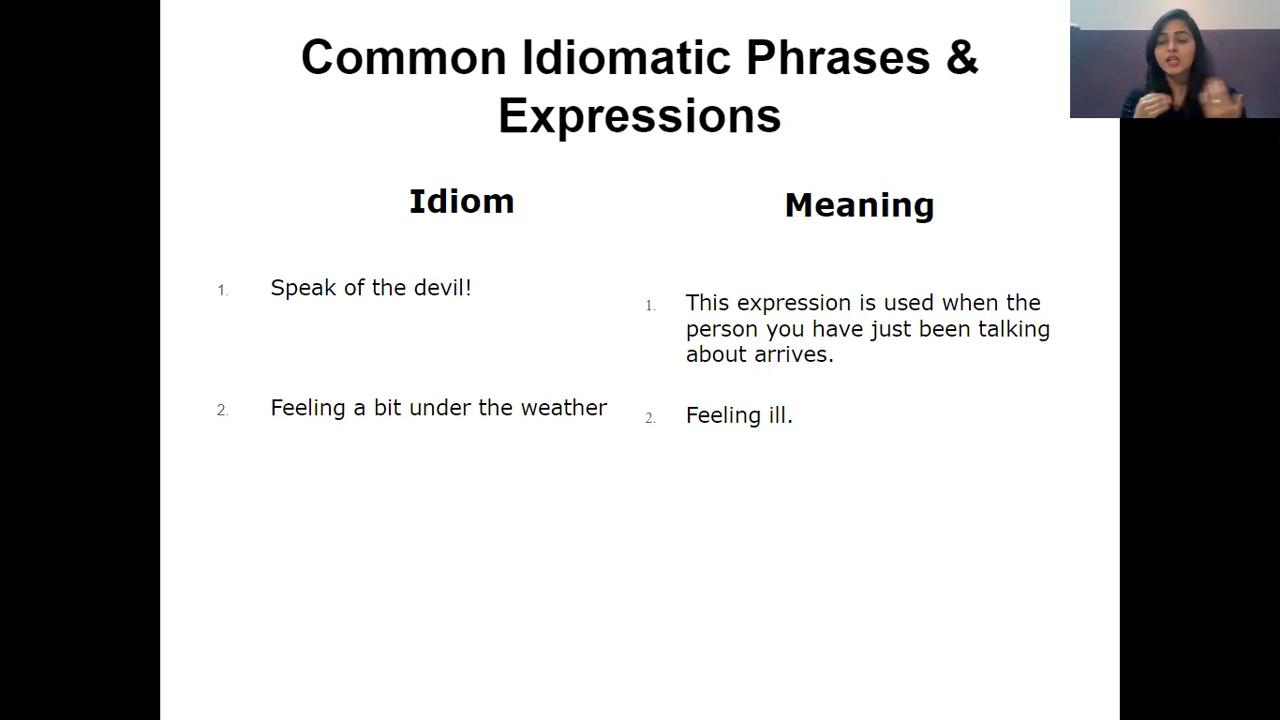 Common Idiomatic Phrases &
Expressions
Idiom
Meaning
1. Speak of the devil!
1. This expression is used when the
person you have just been talking
about arrives.
2. Feeling a bit under the weather
2. Feeling ill.